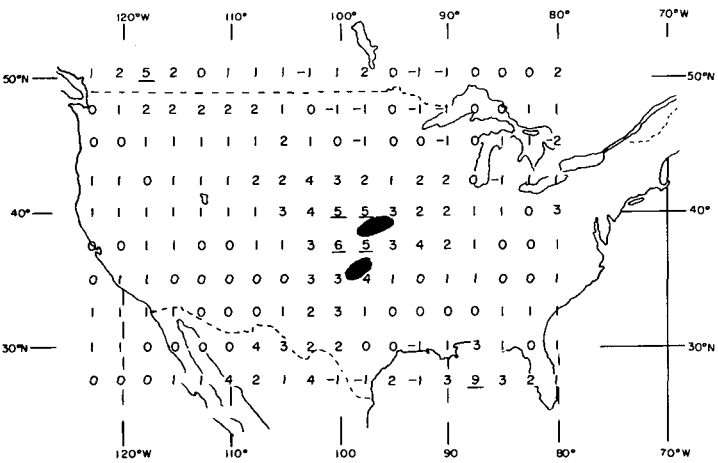 120°W 110° 100° 90° 80° 70°W
50°N 1 2 5 2 0 1 1 1 -1 1 2 0 -1 -1 0 0 0 2 50°N
0 1 2 2 2 2 2 1 0 -1 -1 0 -1 -1 0 0 1 1
0 0 1 1 1 1 1 2 1 0 -1 0 0 -1 0 1 1 -2
1 1 0 1 1 1 2 2 4 3 2 1 2 2 0 -1 1 1
40° 1 1 1 1 1 1 1 3 4 5 5 3 2 2 1 1 0 3 40°
0 0 1 1 0 0 1 1 3 6 5 3 4 2 1 0 0 1
0 1 1 1 0 0 0 0 3 3 4 1 0 1 1 0 0 1
1 1 1 1 0 0 0 1 2 3 1 0 0 0 0 1 1 1
30°N 1 1 0 0 0 0 4 3 2 2 0 0 -1 1 3 1 0 1 30°N
0 0 0 1 1 4 2 1 4 -1 -1 2 -1 3 9 3 2 1
120°W 110° 100° 90° 80° 70°W